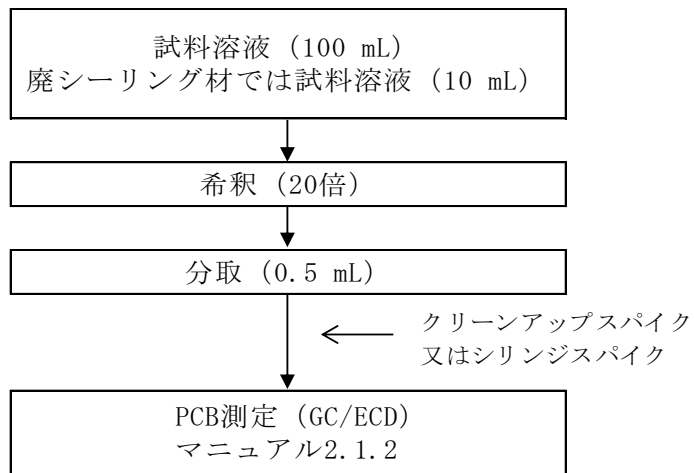 試料溶液 (100 mL)
廃シーリング材では試料溶液 (10 mL)
希釈 (20倍)
分取 (0.5 mL)
クリーンアップスパイク
又はシリンジスパイク
PCB測定 (GC/ECD)
マニュアル2.1.2